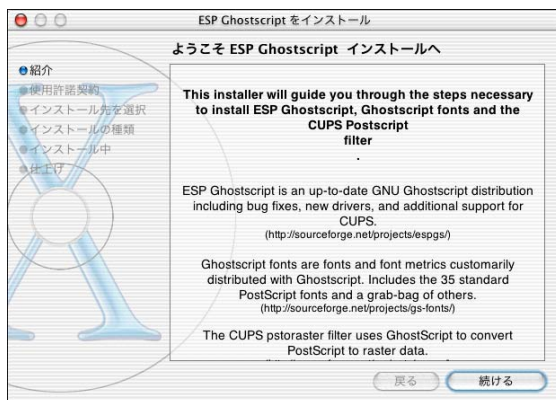 ESP Ghostscript をインストール
ようこそ ESP Ghostscript インストールへ
紹介
使用許諾契約
インストール先を選択
インストールの種類
インストール中
仕上げ
This installer will guide you through the steps necessary
to install ESP Ghostscript, Ghostscript fonts and the
CUPS Postscript
filter
.
ESP Ghostscript is an up-to-date GNU Ghostscript distribution
including bug fixes, new drivers, and additional support for
CUPS.
(http://sourceforge.net/projects/espgs/)
Ghostscript fonts are fonts and font metrics customarily
distributed with Ghostscript. Includes the 35 standard
PostScript fonts and a grab-bag of others.
(http://sourceforge.net/projects/gs-fonts/)
The CUPS pstoraster filter uses GhostScript to convert
PostScript to raster data.
戻る
続ける